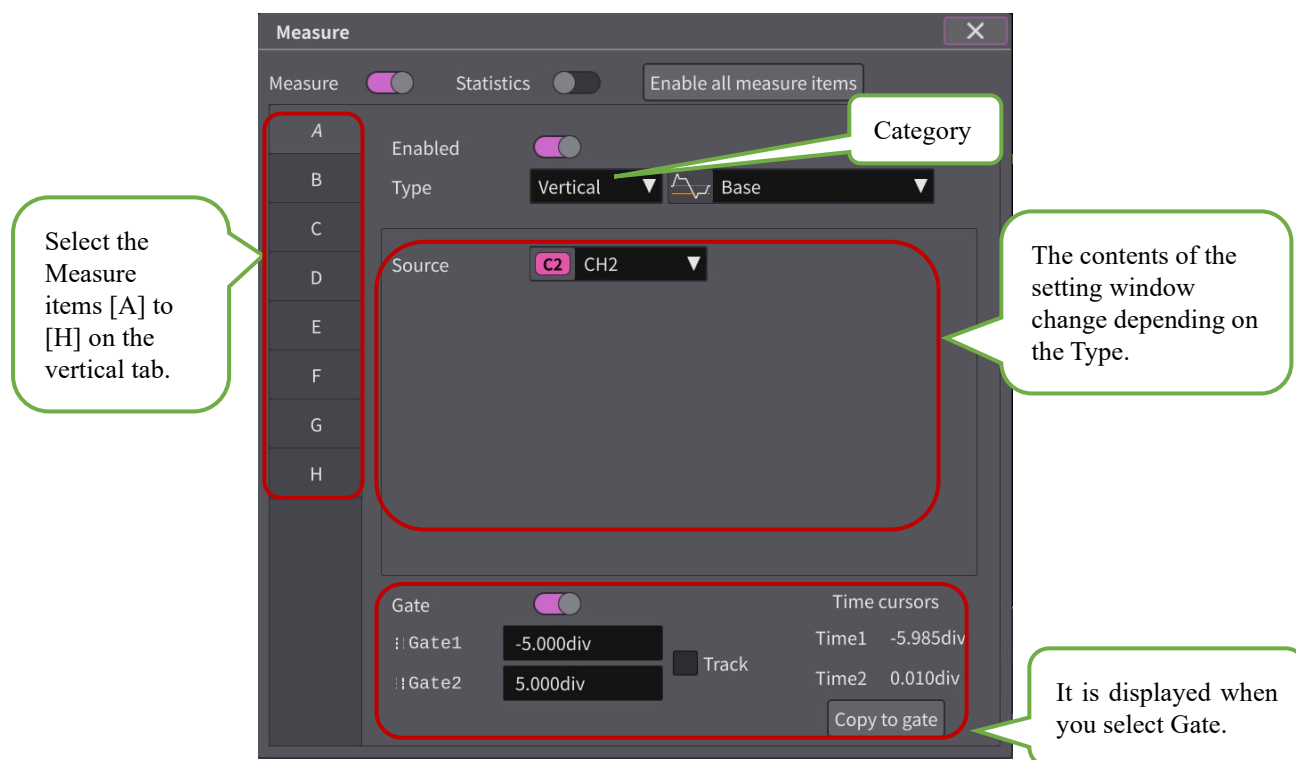 Measure
Measure
Statistics
Enable all measure items
Category
A
B
C
D
E
F
G
H
Enabled
Type
Vertical
Base
Select the
Measure
items [A] to
[H] on the
vertical tab.
Source
C2
CH2
The contents of the
setting window
change depending on
the Type.
Gate
Time cursors
Gate1
-5.000div
Track
Time1 -5.985div
Gate2
5.000div
Time2 0.010div
Copy to gate
It is displayed when
you select Gate.